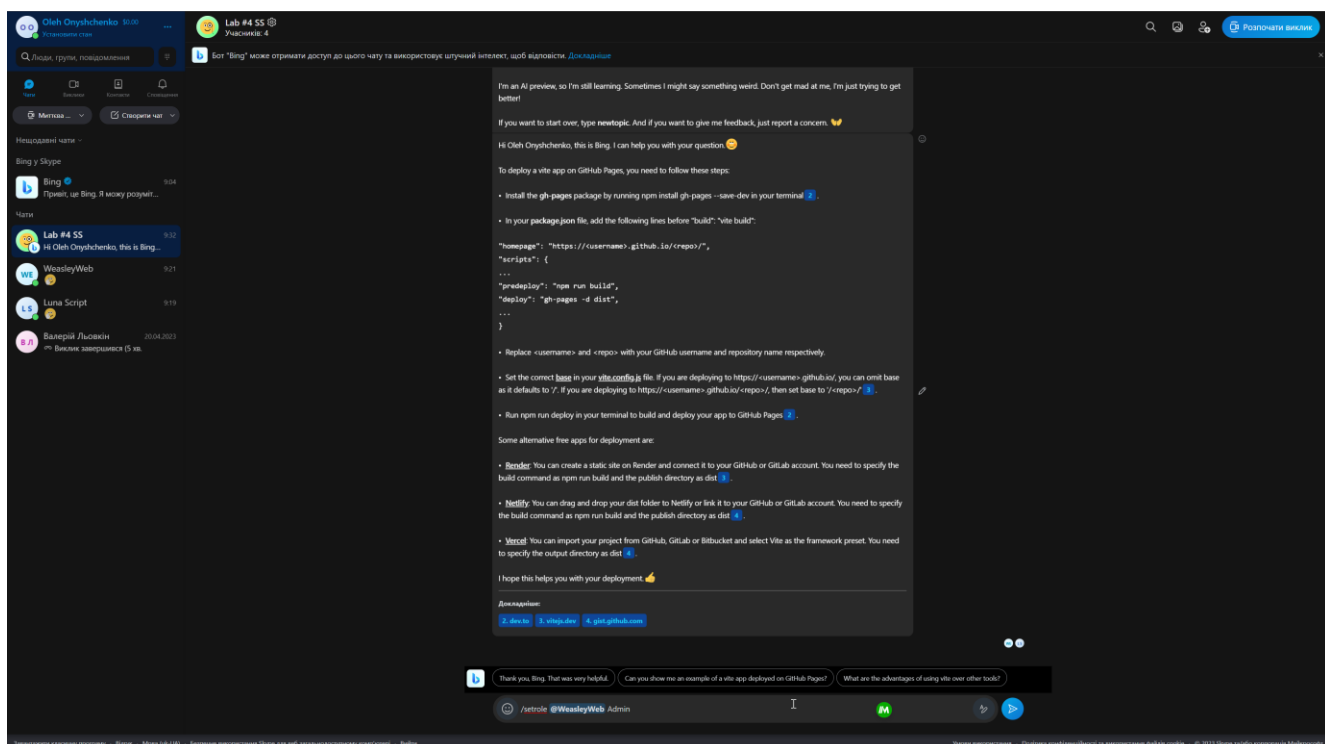 Oleh Onyshchenko $0.00
Установити стан
Люди, групи, повідомлення
Чати
Виклики
Контакти
Сповіщення
Миттєва ...
Створити чат
Нещодавні чати
Bing у Skype
Bing 9:04
Привіт, це Bing. Я можу розуміт...
Чати
Lab #4 SS 9:32
Hi Oleh Onyshchenko, this is Bing...
WE WeasleyWeb 9:21
LS Luna Script 9:19
ВЛ Валерій Львовкін 20.04.2023
Виклик завершився (5 хв.
Lab #4 SS
Учасників: 4
Розпочати виклик
Бот "Bing" може отримати доступ до цього чату та використовує штучний інтелект, щоб відповісти. Докладніше
I'm an AI preview, so I'm still learning. Sometimes I might say something weird. Don't get mad at me, I'm just trying to get
better!
If you want to start over, type newtopic. And if you want to give me feedback, just report a concern.
Hi Oleh Onyshchenko, this is Bing. I can help you with your question.
To deploy a vite app on GitHub Pages, you need to follow these steps:
• Install the gh-pages package by running npm install gh-pages --save-dev in your terminal 2 .
• In your package.json file, add the following lines before "build": "vite build":
"homepage": "https://<username>.github.io/<repo>/",
"scripts": {
...
"predeploy": "npm run build",
"deploy": "gh-pages -d dist",
...
}
• Replace <username> and <repo> with your GitHub username and repository name respectively.
• Set the correct base in your vite.config.js file. If you are deploying to https://<username>.github.io/, you can omit base
as it defaults to '/'. If you are deploying to https://<username>.github.io/<repo>/, then set base to '/<repo>/' 3 .
• Run npm run deploy in your terminal to build and deploy your app to GitHub Pages 2 .
Some alternative free apps for deployment are:
• Render: You can create a static site on Render and connect it to your GitHub or GitLab account. You need to specify the
build command as npm run build and the publish directory as dist 3 .
• Netlify: You can drag and drop your dist folder to Netlify or link it to your GitHub or GitLab account. You need to specify
the build command as npm run build and the publish directory as dist 4 .
• Vercel: You can import your project from GitHub, GitLab or Bitbucket and select Vite as the framework preset. You need
to specify the output directory as dist 4 .
I hope this helps you with your deployment.
Докладніше:
2. dev.to 3. vitejs.dev 4. gist.github.com
Thank you, Bing. That was very helpful. Can you show me an example of a vite app deployed on GitHub Pages? What are the advantages of using vite over other tools?
/setrole @WeasleyWeb Admin